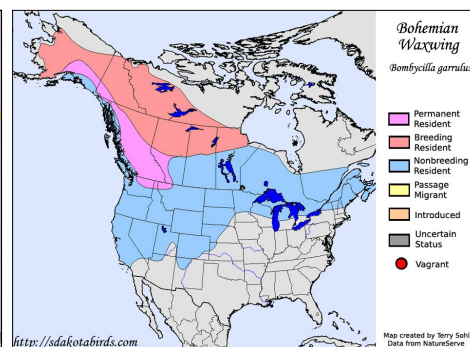 Bohemian
Waxwing
Bombycilla garrulus
Permanent
Resident
Breeding
Resident
Nonbreeding
Resident
Passage
Migrant
Introduced
Uncertain
Status
Vagrant
http://sdakotabirds.com
Map created by Terry Sohl
Data from NatureServe